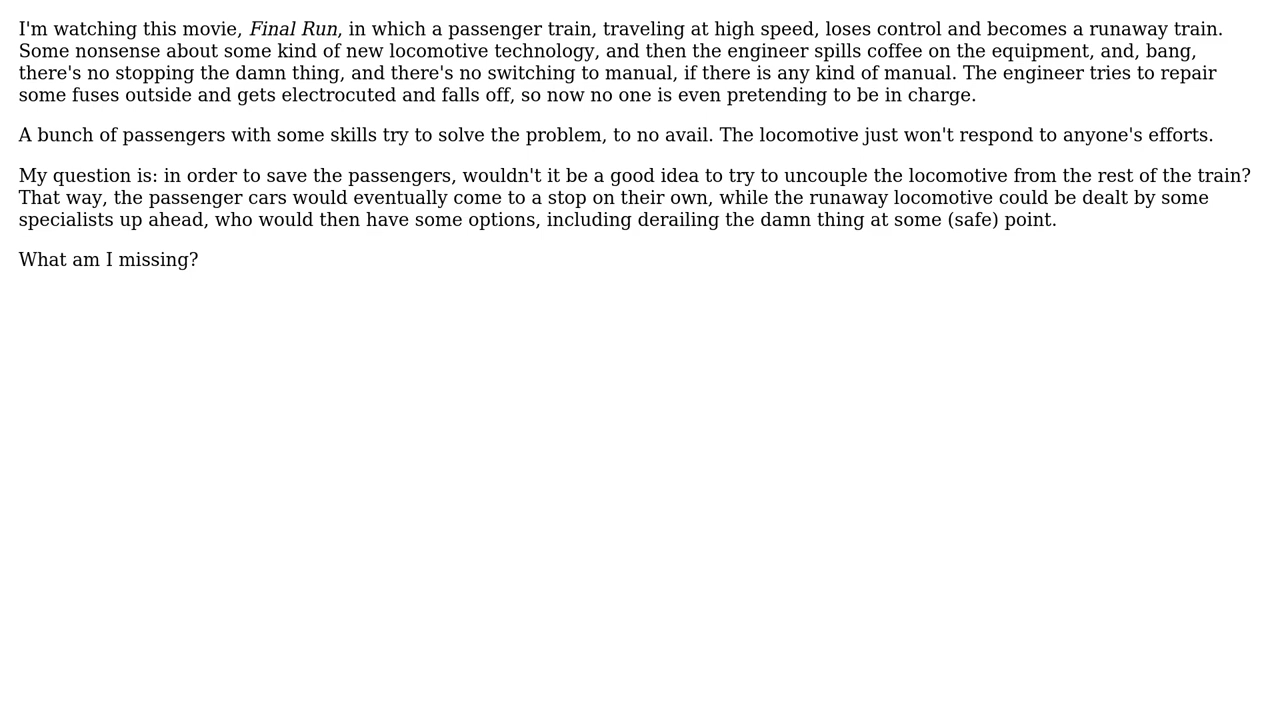 I'm watching this movie, Final Run, in which a passenger train, traveling at high speed, loses control and becomes a runaway train.
Some nonsense about some kind of new locomotive technology, and then the engineer spills coffee on the equipment, and, bang,
there's no stopping the damn thing, and there's no switching to manual, if there is any kind of manual. The engineer tries to repair
some fuses outside and gets electrocuted and falls off, so now no one is even pretending to be in charge.
A bunch of passengers with some skills try to solve the problem, to no avail. The locomotive just won't respond to anyone's efforts.
My question is: in order to save the passengers, wouldn't it be a good idea to try to uncouple the locomotive from the rest of the train?
That way, the passenger cars would eventually come to a stop on their own, while the runaway locomotive could be dealt by some
specialists up ahead, who would then have some options, including derailing the damn thing at some (safe) point.
What am I missing?